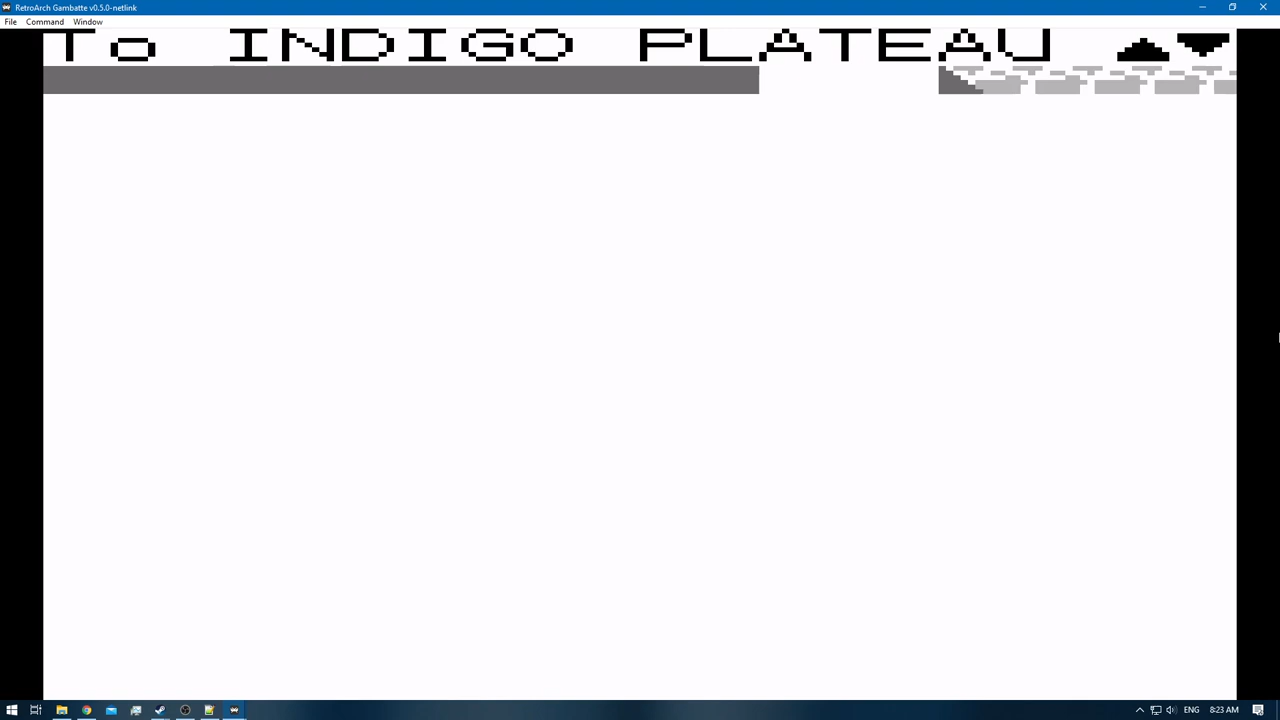 RetroArch Gambatte v0.5.0-netlink
File Command Window
To INDIGO PLATEAU ▲▼
ENG 8:23 AM